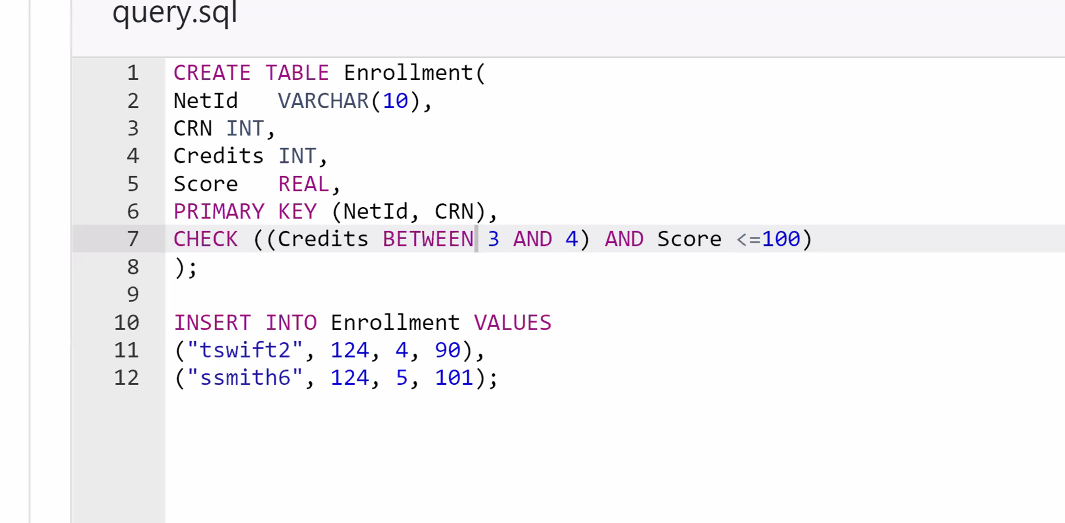 query.sql
1 CREATE TABLE Enrollment(
2 NetId   VARCHAR(10),
3 CRN INT,
4 Credits INT,
5 Score   REAL,
6 PRIMARY KEY (NetId, CRN),
7 CHECK ((Credits BETWEEN 3 AND 4) AND Score <=100)
8 );
9
10 INSERT INTO Enrollment VALUES
11 ("tswift2", 124, 4, 90),
12 ("ssmith6", 124, 5, 101);